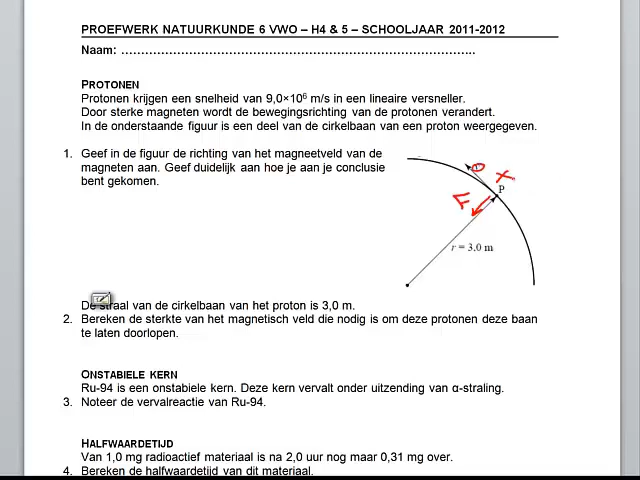 PROEFWERK NATUURKUNDE 6 VWO – H4 & 5 – SCHOOLJAAR 2011-2012
Naam: …………………………………………………………………………..
PROTONEN
Protonen krijgen een snelheid van 9,0×10⁶ m/s in een lineaire versneller.
Door sterke magneten wordt de bewegingsrichting van de protonen verandert.
In de onderstaande figuur is een deel van de cirkelbaan van een proton weergegeven.
1. Geef in de figuur de richting van het magneetveld van de
magneten aan. Geef duidelijk aan hoe je aan je conclusie
bent gekomen.
P
r = 3.0 m
De straal van de cirkelbaan van het proton is 3,0 m.
2. Bereken de sterkte van het magnetisch veld die nodig is om deze protonen deze baan
te laten doorlopen.
ONSTABIELE KERN
Ru-94 is een onstabiele kern. Deze kern vervalt onder uitzending van α-straling.
3. Noteer de vervalreactie van Ru-94.
HALFWAARDETIJD
Van 1,0 mg radioactief materiaal is na 2,0 uur nog maar 0,31 mg over.
4. Bereken de halfwaardetijd van dit materiaal.